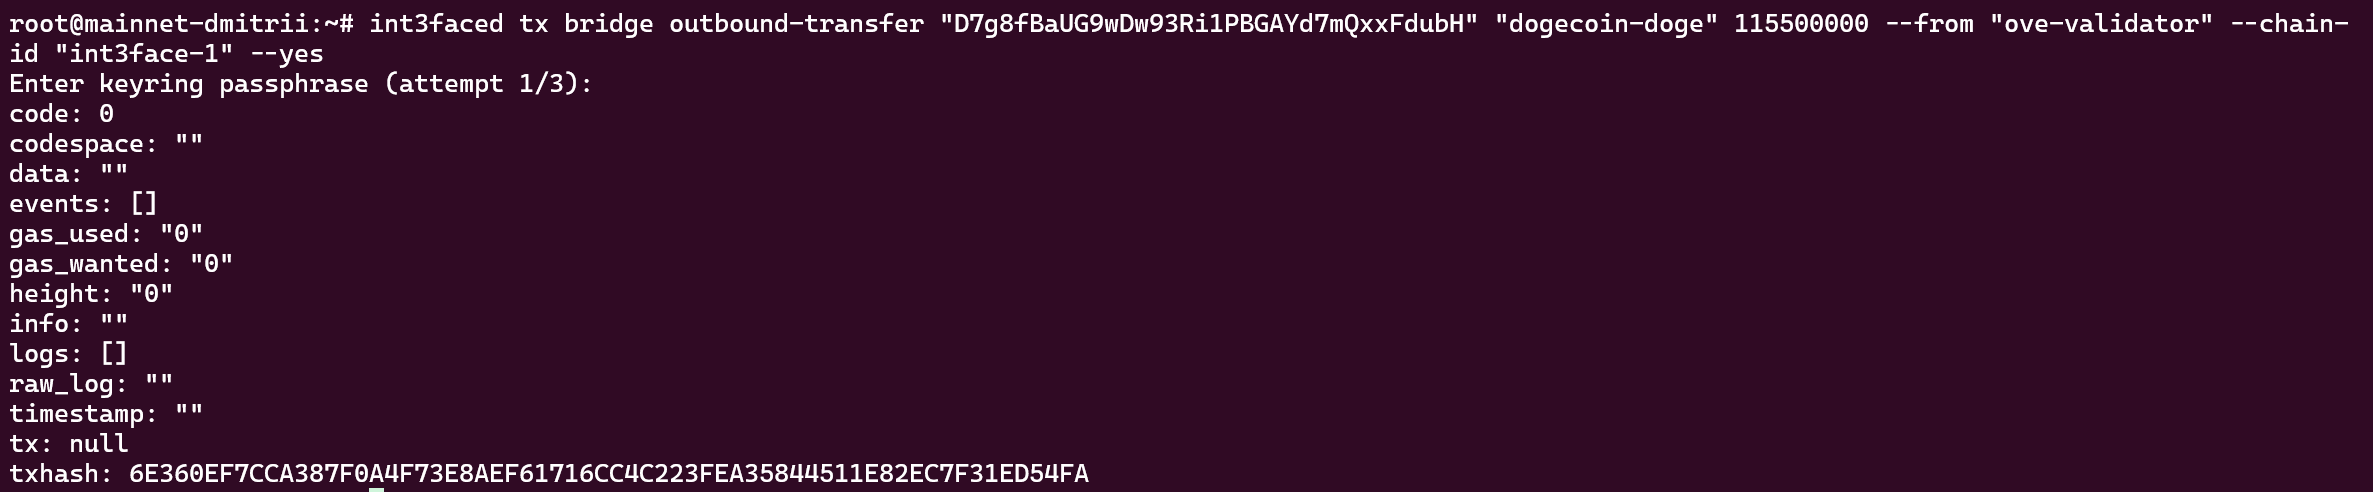 root@mainnet-dmitrii:~# int3faced tx bridge outbound-transfer "D7g8fBaUG9wDw93Ri1PBGAYd7mQxxFdubH" "dogecoin-doge" 115500000 --from "ove-validator" --chain-
id "int3face-1" --yes
Enter keyring passphrase (attempt 1/3):
code: 0
codespace: ""
data: ""
events: []
gas_used: "0"
gas_wanted: "0"
height: "0"
info: ""
logs: []
raw_log: ""
timestamp: ""
tx: null
txhash: 6E360EF7CCA387F0A4F73E8AEF61716CC4C223FEA35844511E82EC7F31ED54FA